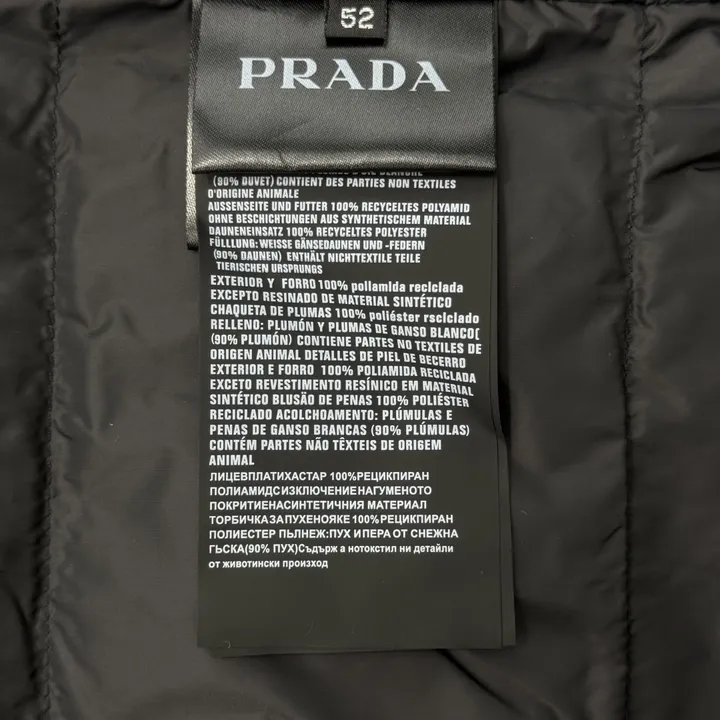 52
PRADA
(90% DUVET) CONTIENT DES PARTIES NON TEXTILES
D'ORIGINE ANIMALE
AUSSENSEITE UND FUTTER 100% RECYCELTES POLYAMID
OHNE BESCHICHTUNGEN AUS SYNTHETISCHEM MATERIAL
DAUNENEINSATZ 100% RECYCELTES POLYESTER
FÜLLLUNG: WEISSE GÄNSEDAUNEN UND -FEDERN
(90% DAUNEN) ENTHÄLT NICHTTEXTILE TEILE
TIERISCHEN URSPRUNGS
EXTERIOR Y FORRO 100% poliamida reciclada
EXCEPTO RESINADO DE MATERIAL SINTÉTICO
CHAQUETA DE PLUMAS 100% poliéster rsciclado
RELLENO: PLUMÓN Y PLUMAS DE GANSO BLANCO(
(90% PLUMÓN) CONTIENE PARTES NO TEXTILES DE
ORIGEN ANIMAL DETALLES DE PIEL DE BECERRO
EXTERIOR E FORRO 100% POLIAMIDA RECICLADA
EXCETO REVESTIMENTO RESÍNICO EM MATERIAL
SINTÉTICO BLUSÃO DE PENAS 100% POLIÉSTER
RECICLADO ACOLCHOAMENTO: PLÚMULAS E
PENAS DE GANSO BRANCAS (90% PLÚMULAS)
CONTÉM PARTES NÃO TÊXTEIS DE ORIGEM
ANIMAL
ЛИЦЕВПЛАТИХАСТАР 100%РЕЦИКПИРАН
ПОЛИАМИДСИЗКЛЮЧЕНИЕНАГУМЕНОТО
ПОКРИТИЕНАСИНТЕТИЧНИЯ МАТЕРИАЛ
ТОРБИЧКАЗАПУХЕНОЯКЕ 100%РЕЦИКПИРАН
ПОЛИЕСТЕР ПЬЛНЕЖ:ПУХ ИПЕРА ОТ СНЕЖНА
ГЬСКА(90% ПУХ)Съдърж а нотокстил ни детайли
от животински произход